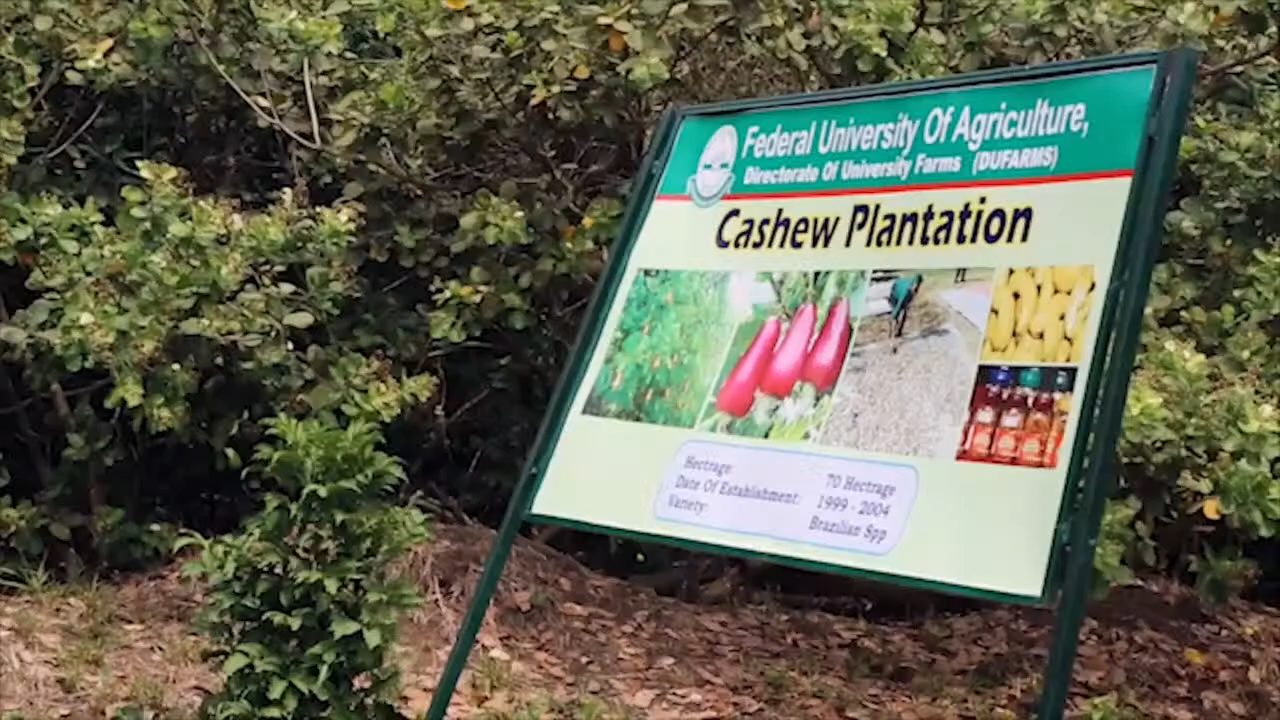 Federal University Of Agriculture,
Directorate Of University Farms (DUFARMS)
Cashew Plantation
Hectrage: 70 Hectrage
Date Of Establishment: 1999 - 2004
Variety: Brazilian Spp